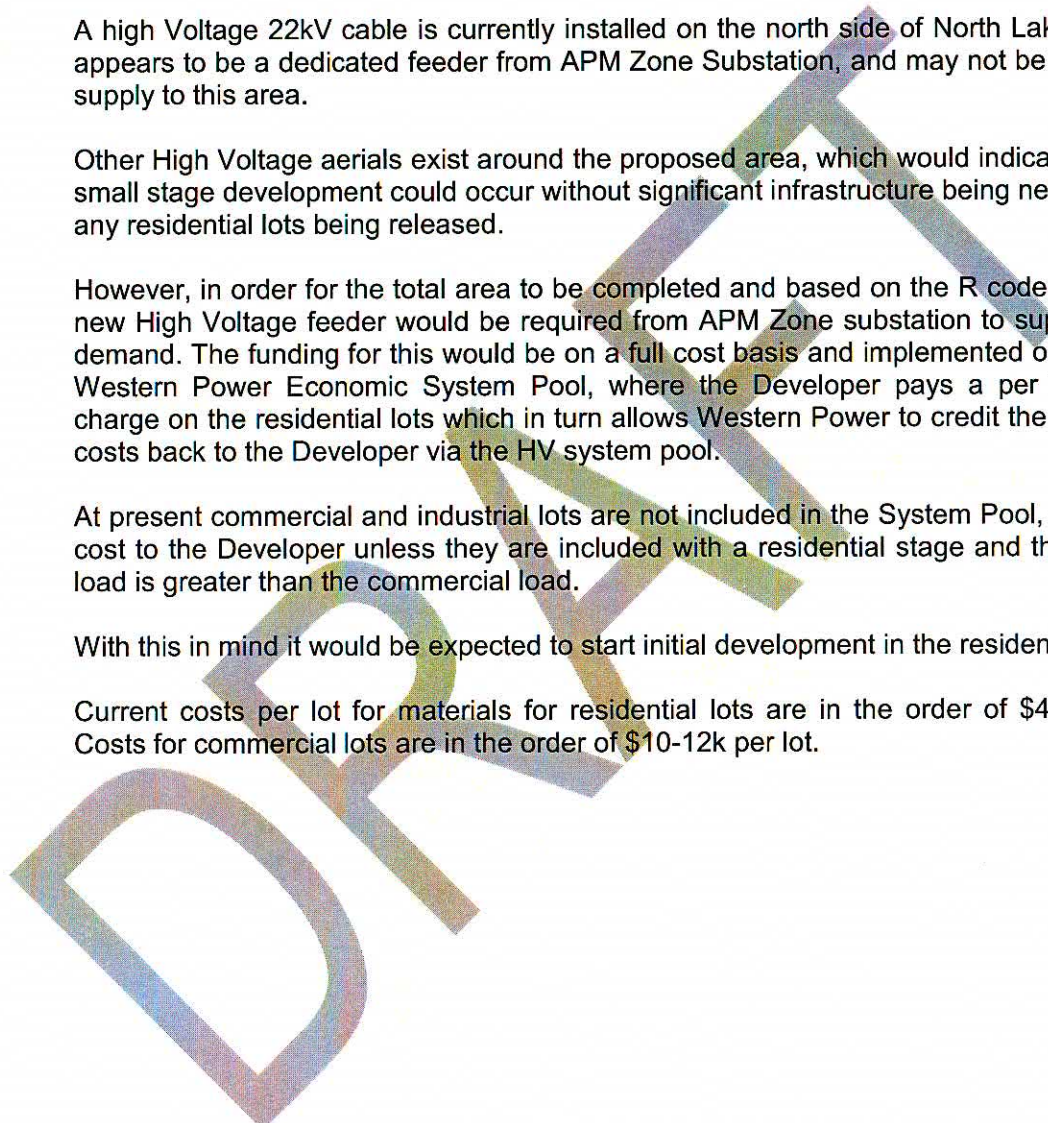 A high Voltage 22kV cable is currently installed on the north side of North Lak
appears to be a dedicated feeder from APM Zone Substation, and may not be
supply to this area.
Other High Voltage aerials exist around the proposed area, which would indica
small stage development could occur without significant infrastructure being ne
any residential lots being released.
However, in order for the total area to be completed and based on the R code
new High Voltage feeder would be required from APM Zone substation to sup
demand. The funding for this would be on a full cost basis and implemented o
Western Power Economic System Pool, where the Developer pays a per
charge on the residential lots which in turn allows Western Power to credit the
costs back to the Developer via the HV system pool.
At present commercial and industrial lots are not included in the System Pool,
cost to the Developer unless they are included with a residential stage and th
load is greater than the commercial load.
With this in mind it would be expected to start initial development in the residen
Current costs per lot for materials for residential lots are in the order of $4
Costs for commercial lots are in the order of $10-12k per lot.
DRAFT